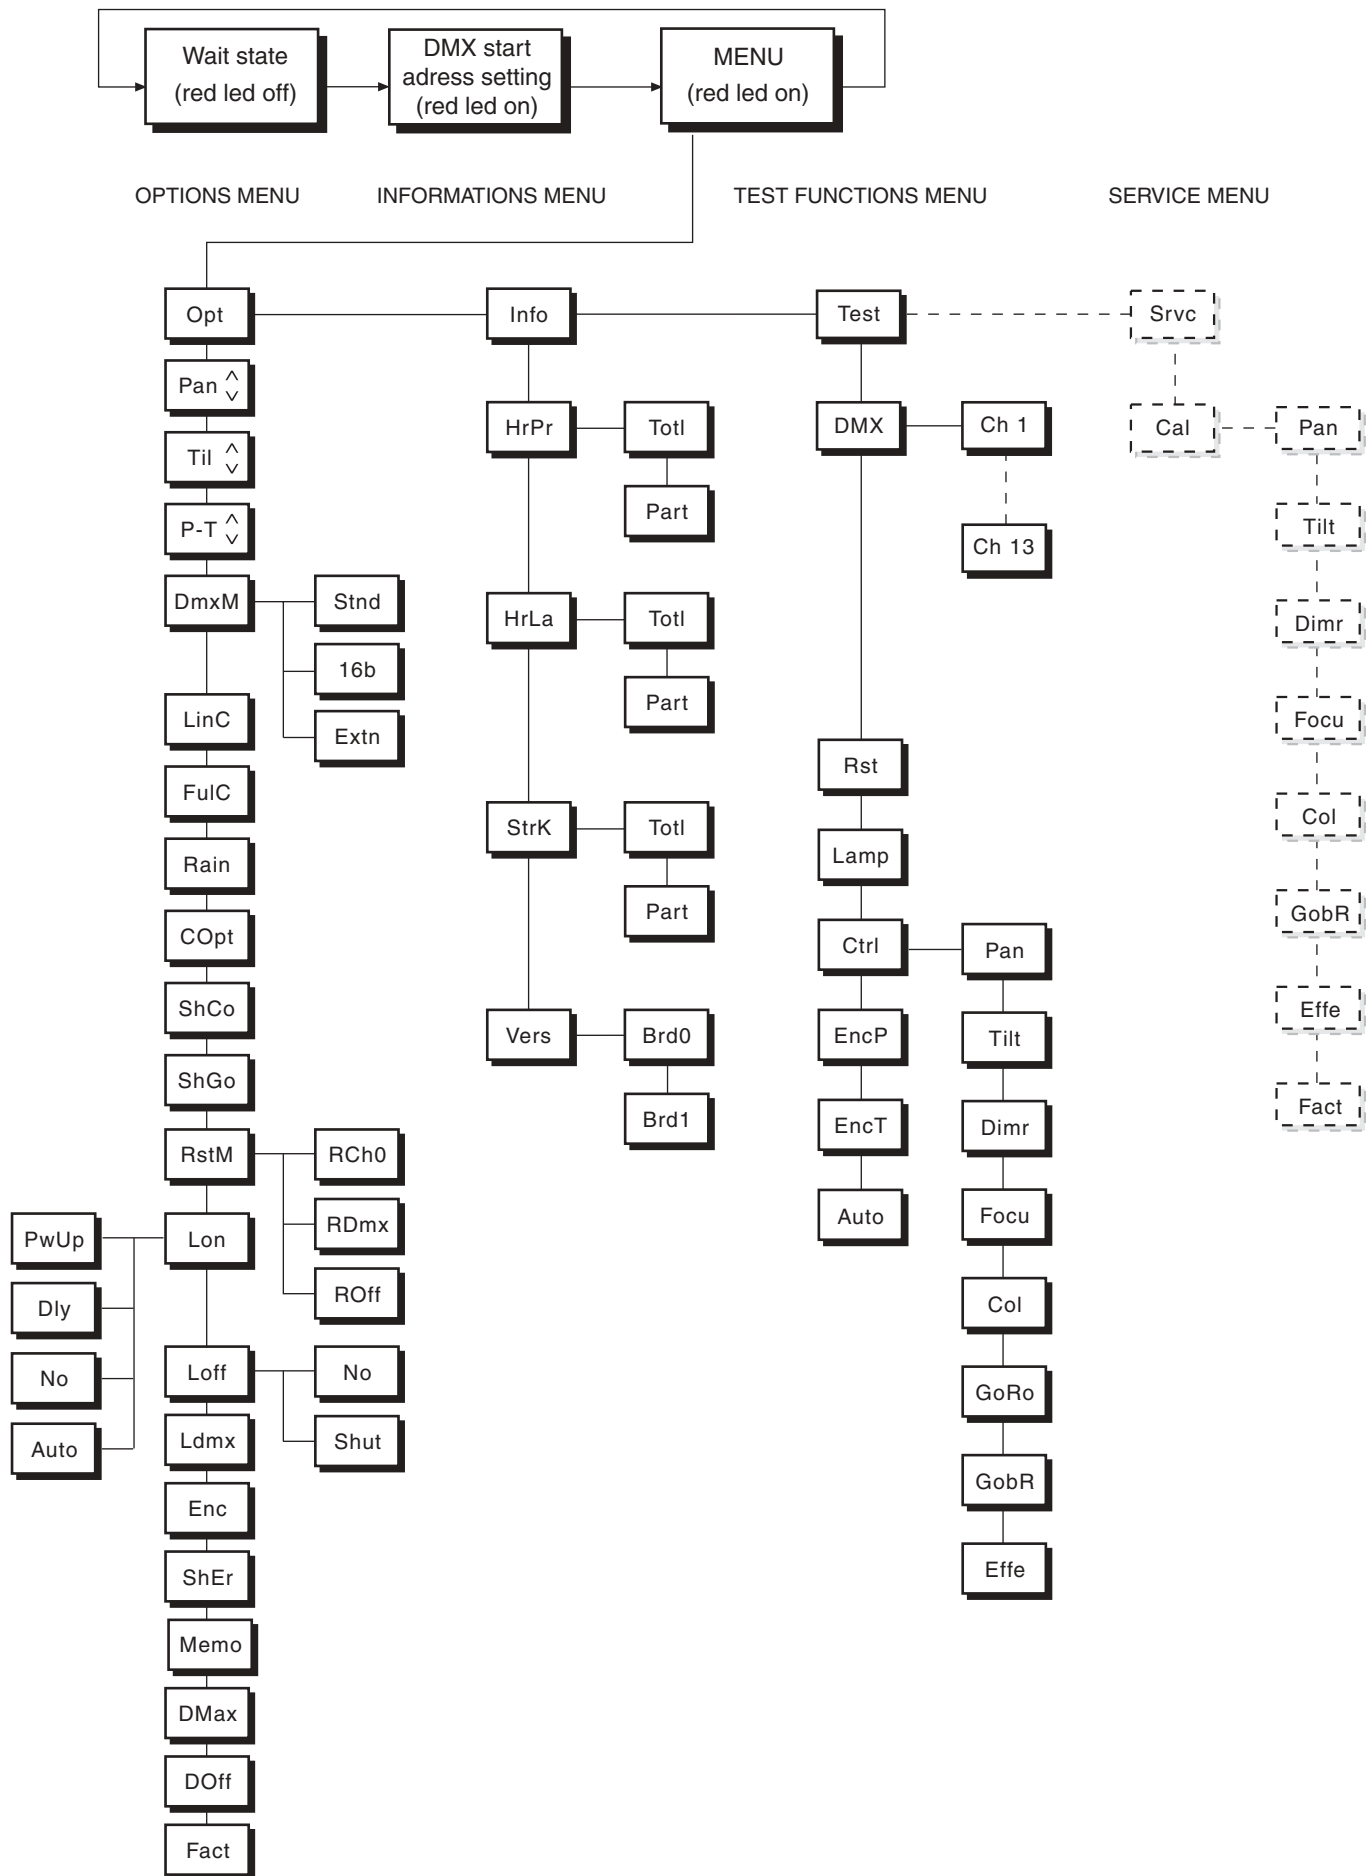 Wait state
(red led off)
DMX start
adress setting
(red led on)
MENU
(red led on)
OPTIONS MENU
INFORMATIONS MENU
TEST FUNCTIONS MENU
SERVICE MENU
Opt
Pan
Til
P-T
DmxM
Stnd
16b
Extn
LinC
FulC
Rain
COpt
ShCo
ShGo
RstM
RCh0
RDmx
ROff
Lon
PwUp
Dly
No
Auto
Loff
No
Shut
Ldmx
Enc
ShEr
Memo
DMax
DOff
Fact
Info
HrPr
Totl
Part
HrLa
Totl
Part
StrK
Totl
Part
Vers
Brd0
Brd1
Test
DMX
Ch 1
Ch 13
Rst
Lamp
Ctrl
Pan
Tilt
Dimr
Focu
Col
GoRo
GobR
Effe
EncP
EncT
Auto
Srvc
Cal
Pan
Tilt
Dimr
Focu
Col
GobR
Effe
Fact